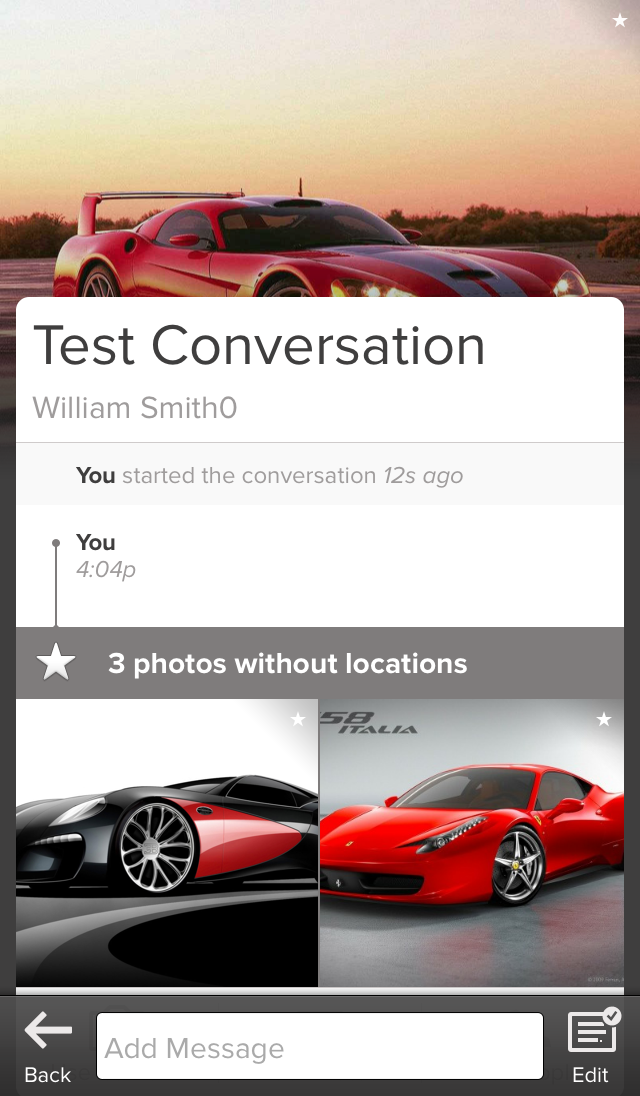 Test Conversation
William Smith0
You started the conversation 12s ago
You
4:04p
3 photos without locations
58
ITALIA
Add Message
Back
Edit